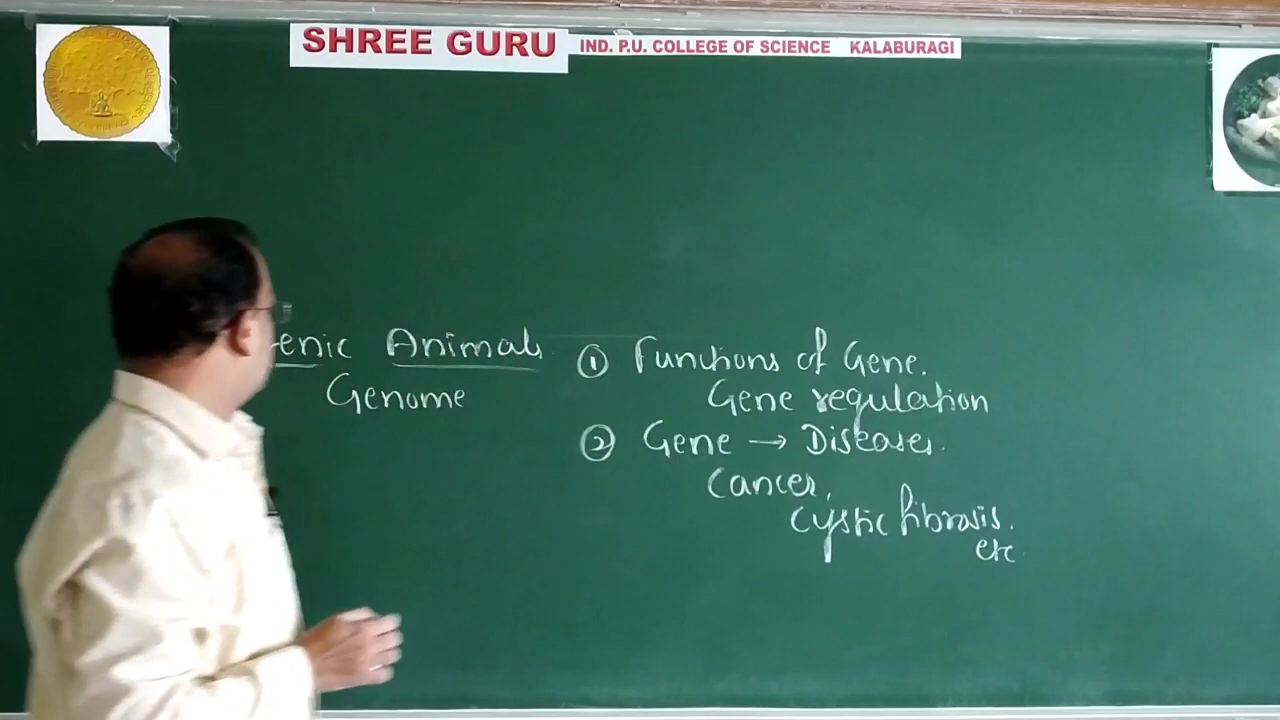 SHREE GURU IND. P.U. COLLEGE OF SCIENCE KALABURAGI
enic Animals
Genome
① Functions of Gene.
Gene regulation
② Gene → Diseases.
Cancer,
Cystic fibrosis.
etc